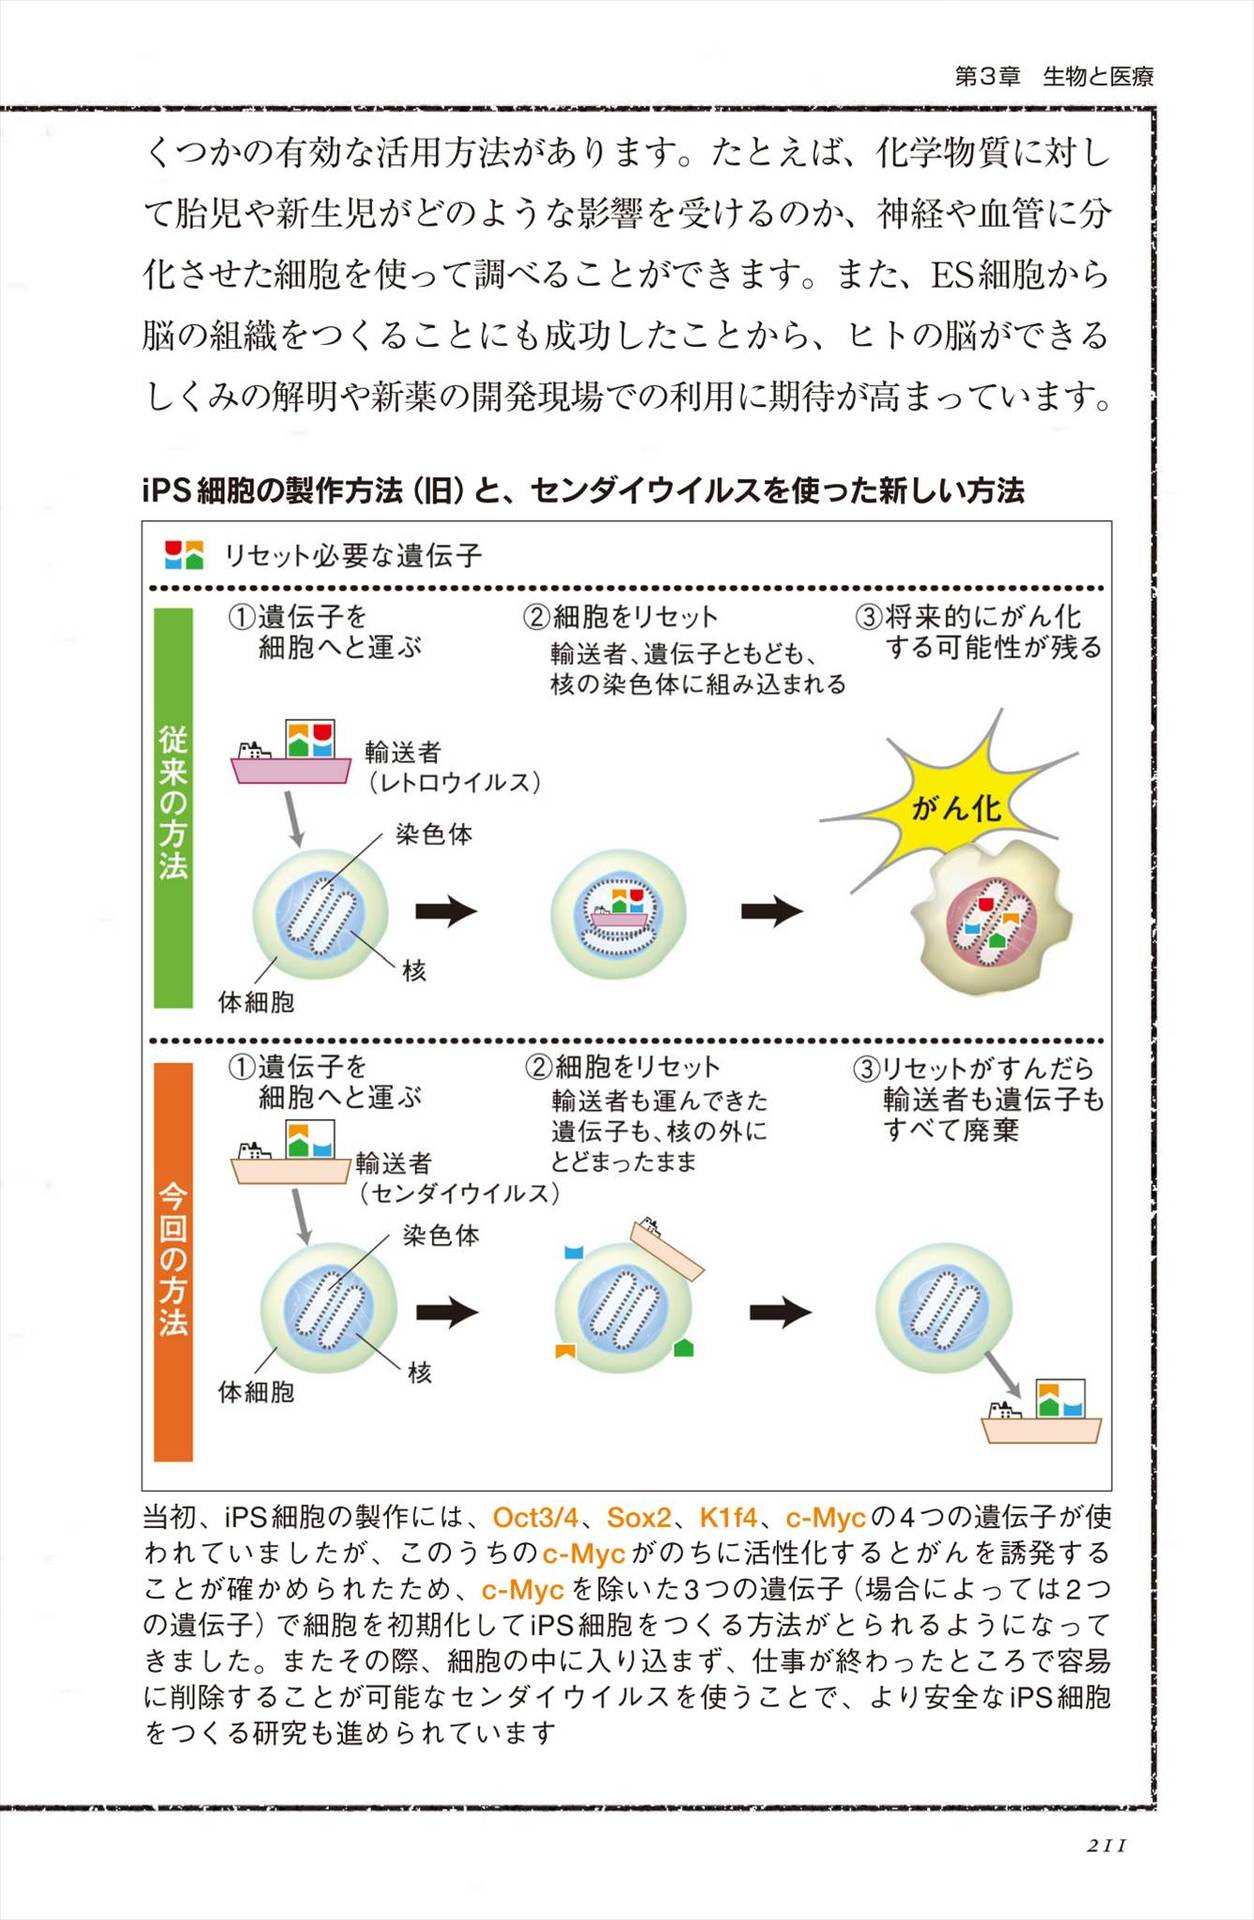 第3章 生物と医療
くつかの有効な活用方法があります。たとえば、化学物質に対し
て胎児や新生児がどのような影響を受けるのか、神経や血管に分
化させた細胞を使って調べることができます。また、ES細胞から
脳の組織をつくることにも成功したことから、ヒトの脳ができる
しくみの解明や新薬の開発現場での利用に期待が高まっています。
iPS細胞の製作方法（旧）と、センダイウイルスを使った新しい方法
リセット必要な遺伝子
従来の方法
①遺伝子を
細胞へと運ぶ
輸送者
（レトロウイルス）
染色体
核
体細胞
②細胞をリセット
輸送者、遺伝子ともども、
核の染色体に組み込まれる
③将来的にがん化
する可能性が残る
がん化
今回の方法
①遺伝子を
細胞へと運ぶ
輸送者
（センダイウイルス）
染色体
核
体細胞
②細胞をリセット
輸送者も運んできた
遺伝子も、核の外に
とどまったまま
③リセットがすんだら
輸送者も遺伝子も
すべて廃棄
当初、iPS細胞の製作には、Oct3/4、Sox2、K1f4、c-Mycの4つの遺伝子が使
われていましたが、このうちのc-Mycがのちに活性化するとがんを誘発する
ことが確かめられたため、c-Mycを除いた3つの遺伝子（場合によっては2つ
の遺伝子）で細胞を初期化してiPS細胞をつくる方法がとられるようになって
きました。またその際、細胞の中に入り込まず、仕事が終わったところで容易
に削除することが可能なセンダイウイルスを使うことで、より安全なiPS細胞
をつくる研究も進められています
211